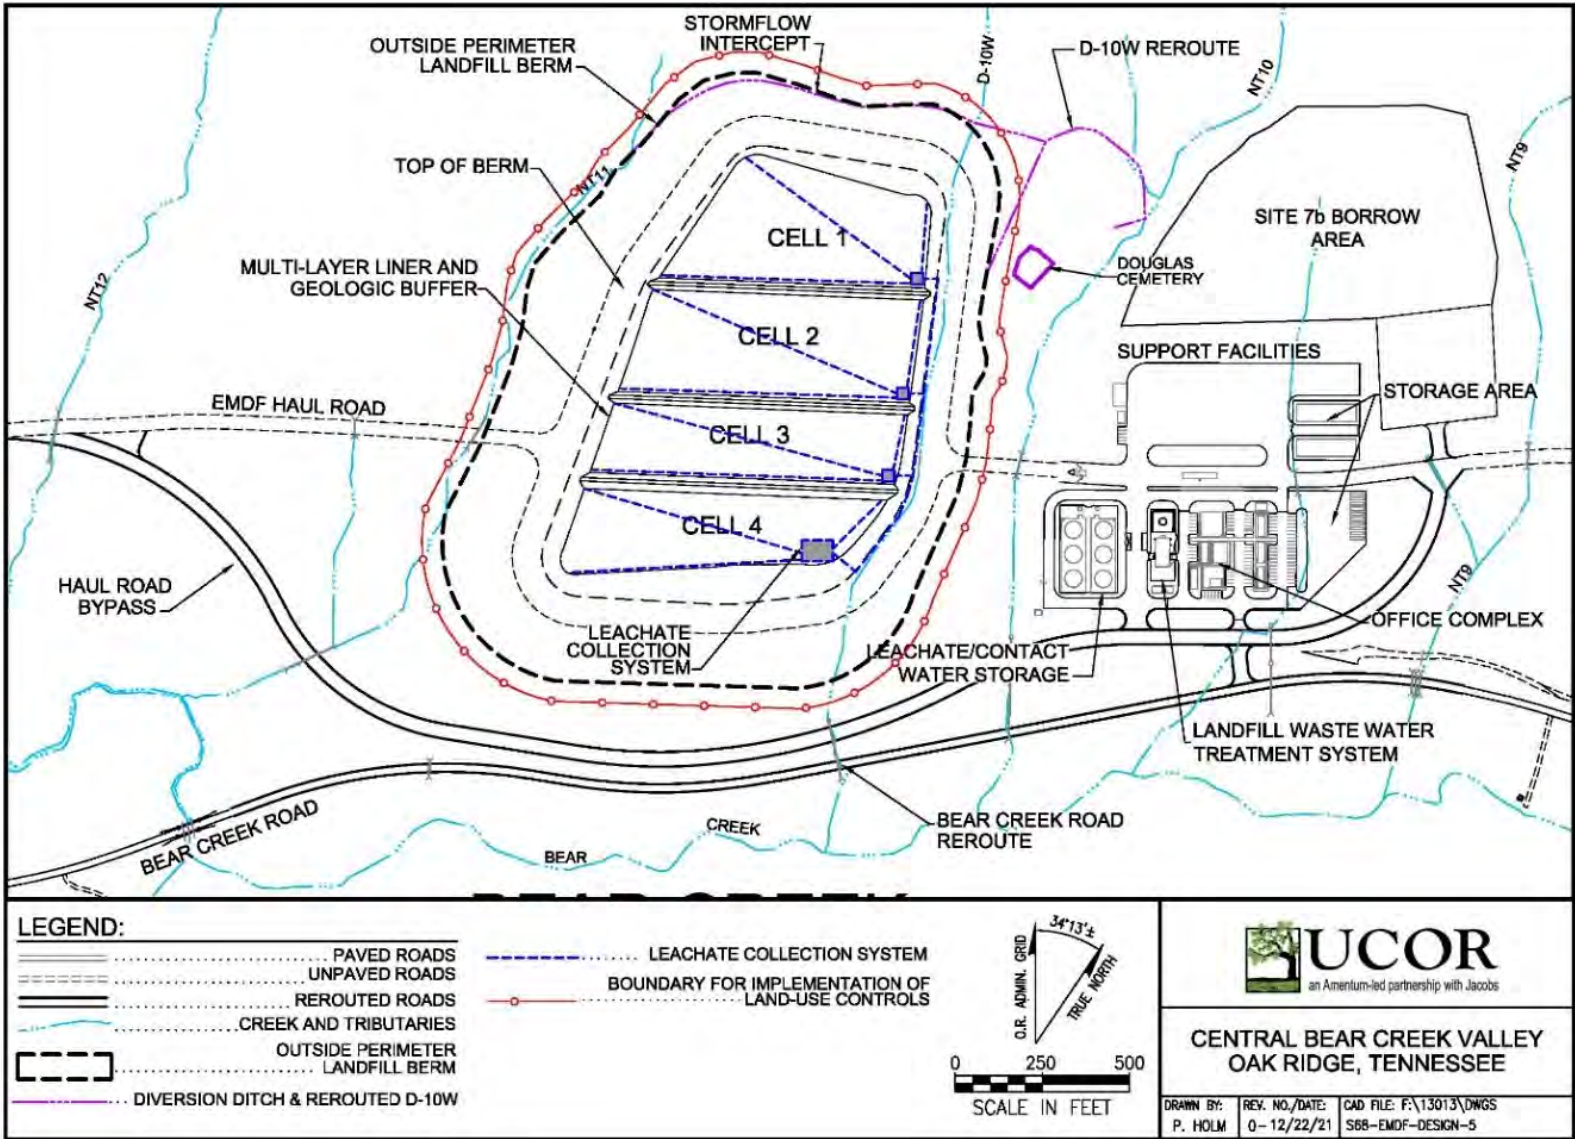 STORMFLOW
INTERCEPT
OUTSIDE PERIMETER
LANDFILL BERM
D-10W
D-10W REROUTE
NT10
TOP OF BERM
NT11
NT9
CELL 1
SITE 7b BORROW
AREA
MULTI-LAYER LINER AND
GEOLOGIC BUFFER
DOUGLAS
CEMETERY
NT12
CELL 2
SUPPORT FACILITIES
STORAGE AREA
EMDF HAUL ROAD
CELL 3
CELL 4
HAUL ROAD
BYPASS
NT9
LEACHATE
COLLECTION
SYSTEM
OFFICE COMPLEX
LEACHATE/CONTACT
WATER STORAGE
LANDFILL WASTE WATER
TREATMENT SYSTEM
BEAR CREEK ROAD
BEAR CREEK ROAD
REROUTE
CREEK
BEAR
LEGEND:
PAVED ROADS
UNPAVED ROADS
REROUTED ROADS
CREEK AND TRIBUTARIES
OUTSIDE PERIMETER
LANDFILL BERM
DIVERSION DITCH & REROUTED D-10W
LEACHATE COLLECTION SYSTEM
BOUNDARY FOR IMPLEMENTATION OF
LAND-USE CONTROLS
34°13'±
O.R. ADMIN. GRID
TRUE NORTH
0 250 500
SCALE IN FEET
UCOR
an Amentum-led partnership with Jacobs
CENTRAL BEAR CREEK VALLEY
OAK RIDGE, TENNESSEE
DRAWN BY:
P. HOLM
REV. NO./DATE:
0- 12/22/21
CAD FILE: F:\13013\DWGS
S68-EMDF-DESIGN-5